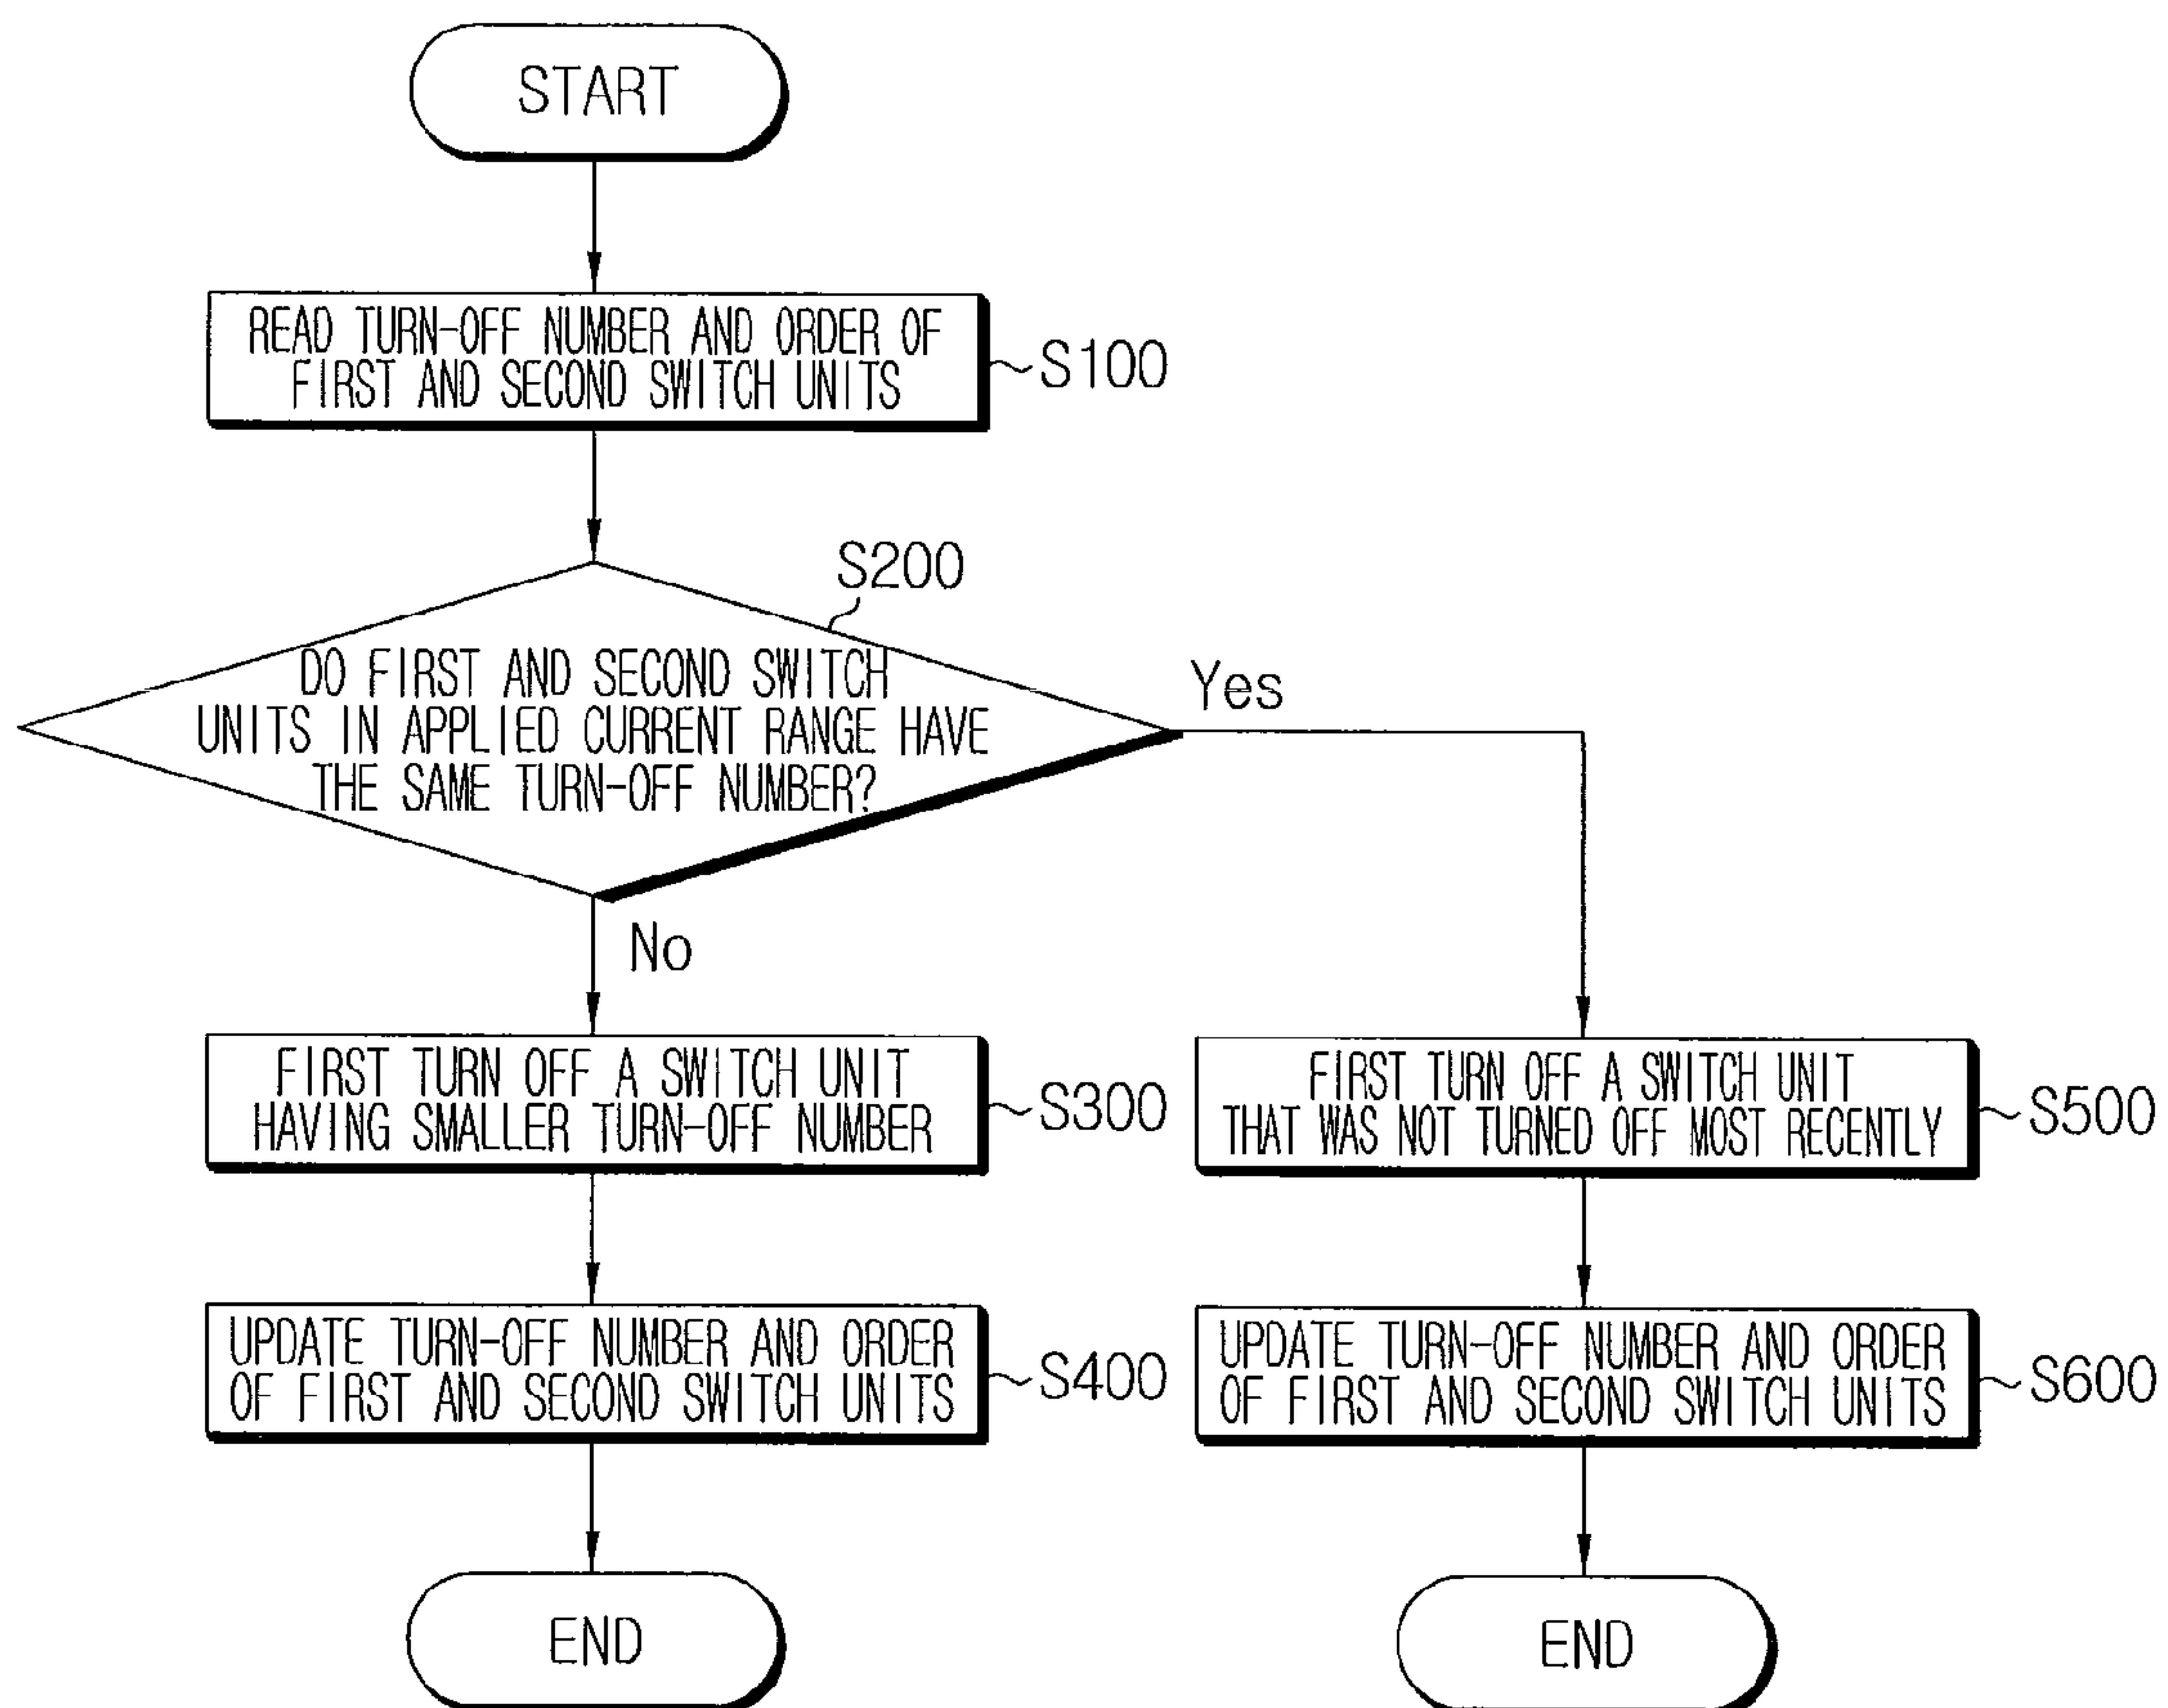 START
READ TURN-OFF NUMBER AND ORDER OF
FIRST AND SECOND SWITCH UNITS
S100
S200
DO FIRST AND SECOND SWITCH
UNITS IN APPLIED CURRENT RANGE HAVE
THE SAME TURN-OFF NUMBER?
Yes
No
FIRST TURN OFF A SWITCH UNIT
HAVING SMALLER TURN-OFF NUMBER
S300
FIRST TURN OFF A SWITCH UNIT
THAT WAS NOT TURNED OFF MOST RECENTLY
S500
UPDATE TURN-OFF NUMBER AND ORDER
OF FIRST AND SECOND SWITCH UNITS
S400
UPDATE TURN-OFF NUMBER AND ORDER
OF FIRST AND SECOND SWITCH UNITS
S600
END
END